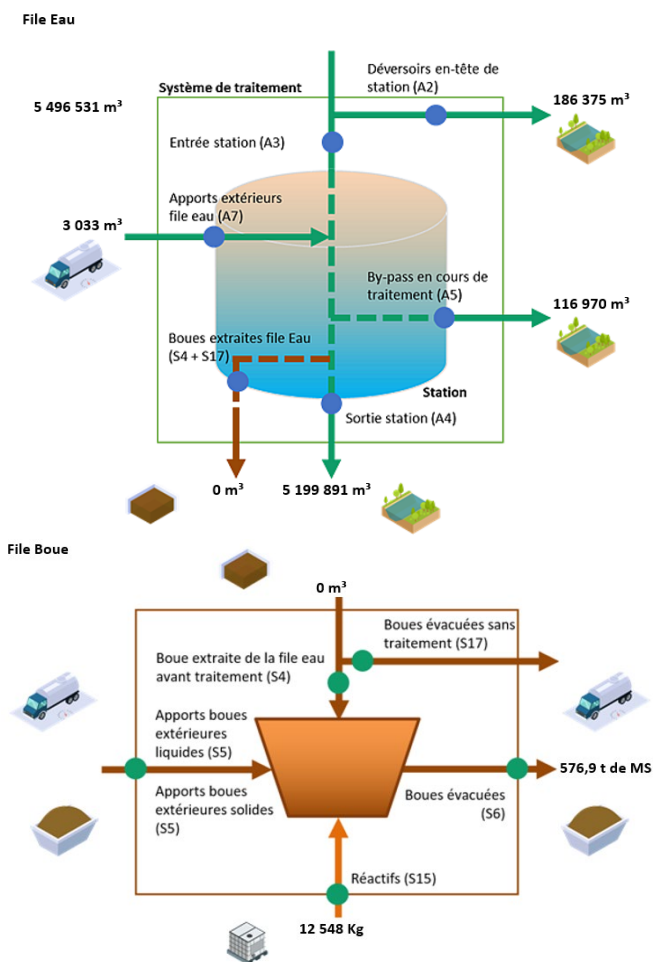 File Eau
Déversoirs en-tête de
station (A2)
Système de traitement
186 375 m³
5 496 531 m³
Entrée station (A3)
Apports extérieurs
file eau (A7)
3 033 m³
By-pass en cours de
traitement (A5)
116 970 m³
Boues extraites file Eau
(S4 + S17)
Station
Sortie station (A4)
0 m³
5 199 891 m³
File Boue
0 m³
Boues évacuées sans
traitement (S17)
Boue extraite de la file eau
avant traitement (S4)
Apports boues
extérieures
liquides (S5)
576,9 t de MS
Apports boues
extérieures solides
(S5)
Boues évacuées
(S6)
Réactifs (S15)
12 548 Kg